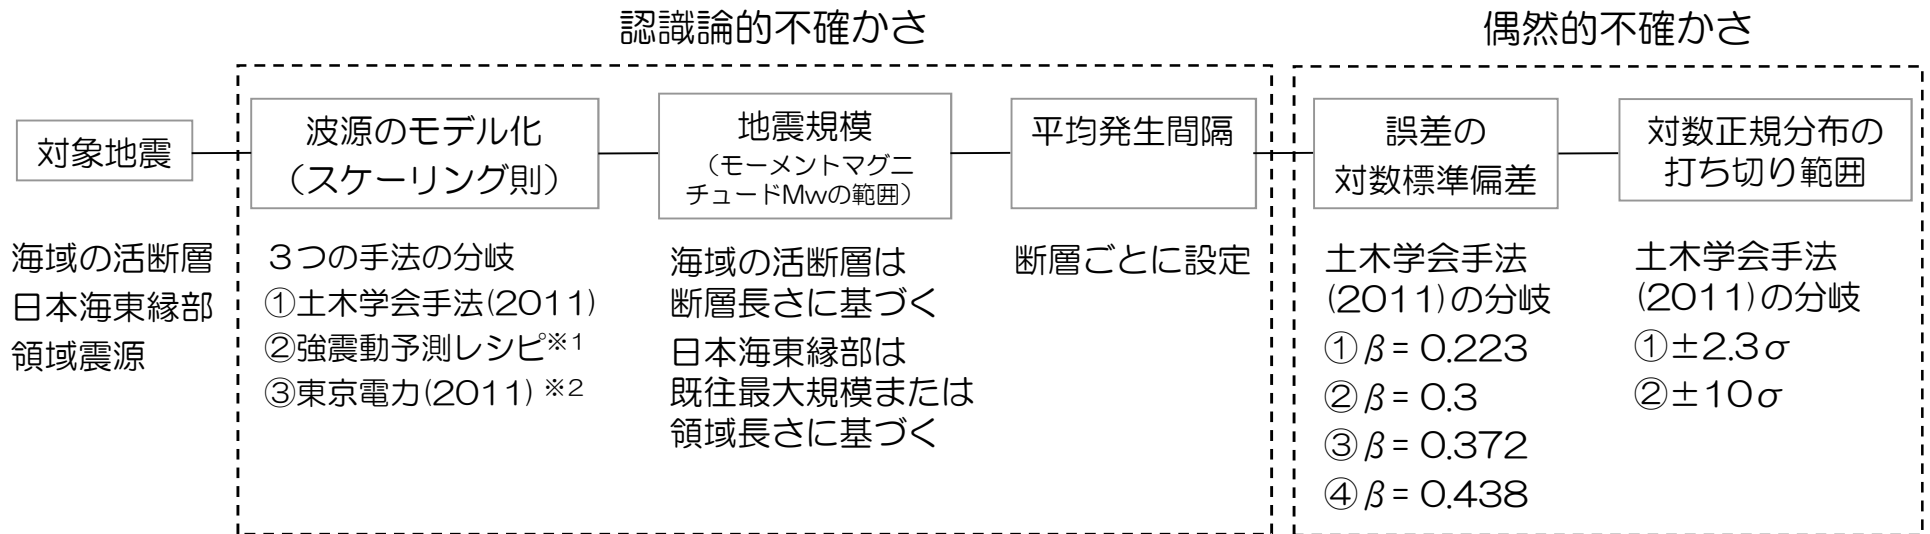 認識論的不確かさ
偶然的不確かさ
対象地震
海域の活断層
日本海東縁部
領域震源
波源のモデル化
(スケーリング則)
3つの手法の分岐
①土木学会手法(2011)
②強震動予測レシピ※1
③東京電力(2011) ※2
地震規模
(モーメントマグニ
チュードMwの範囲)
海域の活断層は
断層長さに基づく
日本海東縁部は
既往最大規模または
領域長さに基づく
平均発生間隔
断層ごとに設定
誤差の
対数標準偏差
土木学会手法
(2011)の分岐
①β= 0.223
②β= 0.3
③β= 0.372
④β= 0.438
対数正規分布の
打ち切り範囲
土木学会手法
(2011)の分岐
①±2.3σ
②±10σ